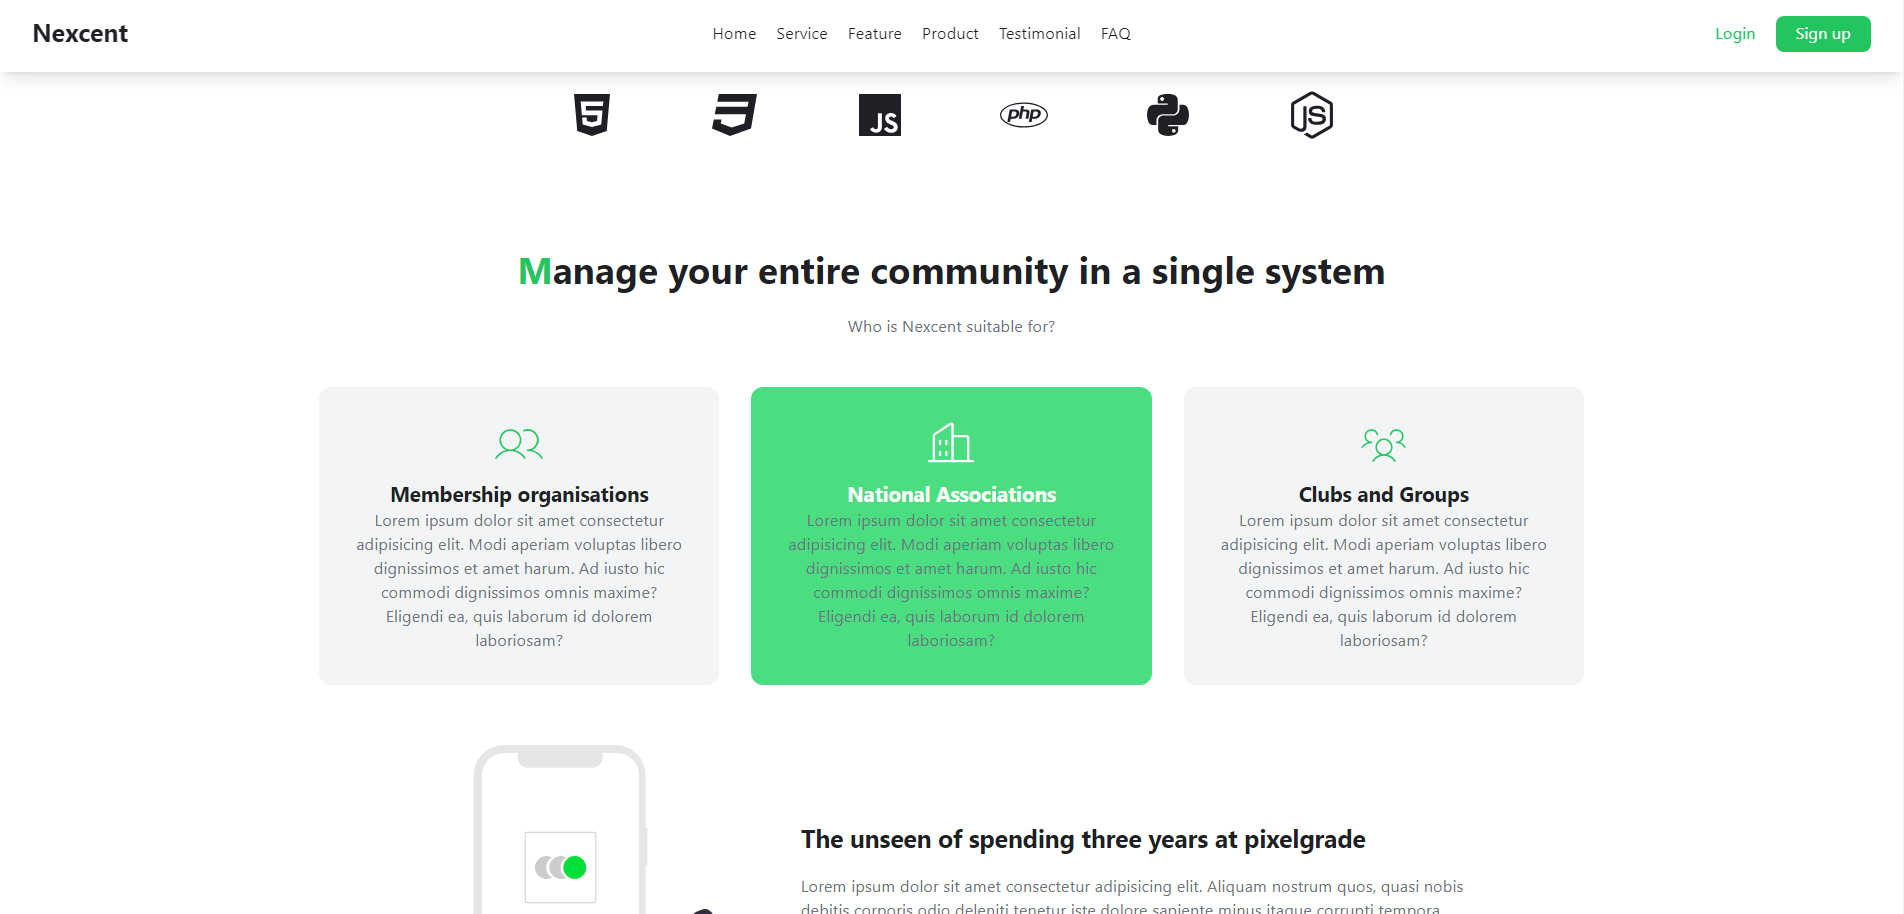 Nexcent
Home Service Feature Product Testimonial FAQ
Login Sign up
5 JS php JS
Manage your entire community in a single system
Who is Nexcent suitable for?
Membership organisations
Lorem ipsum dolor sit amet consectetur
adipisicing elit. Modi aperiam voluptas libero
dignissimos et amet harum. Ad iusto hic
commodi dignissimos omnis maxime?
Eligendi ea, quis laborum id dolorem
laboriosam?
National Associations
Lorem ipsum dolor sit amet consectetur
adipisicing elit. Modi aperiam voluptas libero
dignissimos et amet harum. Ad iusto hic
commodi dignissimos omnis maxime?
Eligendi ea, quis laborum id dolorem
laboriosam?
Clubs and Groups
Lorem ipsum dolor sit amet consectetur
adipisicing elit. Modi aperiam voluptas libero
dignissimos et amet harum. Ad iusto hic
commodi dignissimos omnis maxime?
Eligendi ea, quis laborum id dolorem
laboriosam?
The unseen of spending three years at pixelgrade
Lorem ipsum dolor sit amet consectetur adipisicing elit. Aliquam nostrum quos, quasi nobis
debitis corporis odio deleniti tenetur iste dolore sapiente minus itaque corrupti tempora